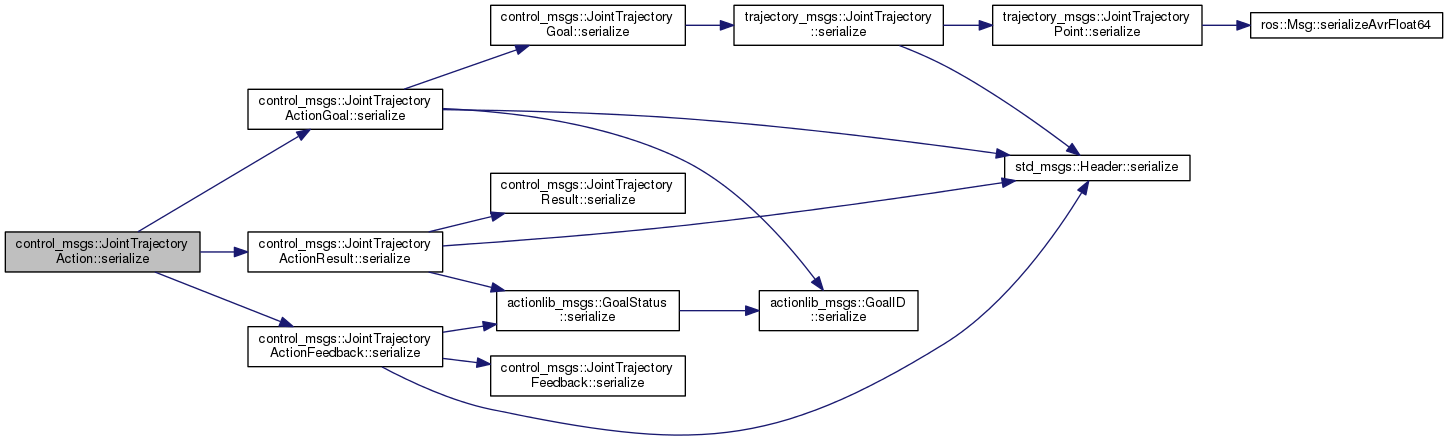 control_msgs::JointTrajectory
Goal::serialize
trajectory_msgs::JointTrajectory
::serialize
trajectory_msgs::JointTrajectory
Point::serialize
ros::Msg::serializeAvrFloat64
control_msgs::JointTrajectory
ActionGoal::serialize
std_msgs::Header::serialize
control_msgs::JointTrajectory
Result::serialize
control_msgs::JointTrajectory
Action::serialize
control_msgs::JointTrajectory
ActionResult::serialize
actionlib_msgs::GoalStatus
::serialize
actionlib_msgs::GoalID
::serialize
control_msgs::JointTrajectory
ActionFeedback::serialize
control_msgs::JointTrajectory
Feedback::serialize